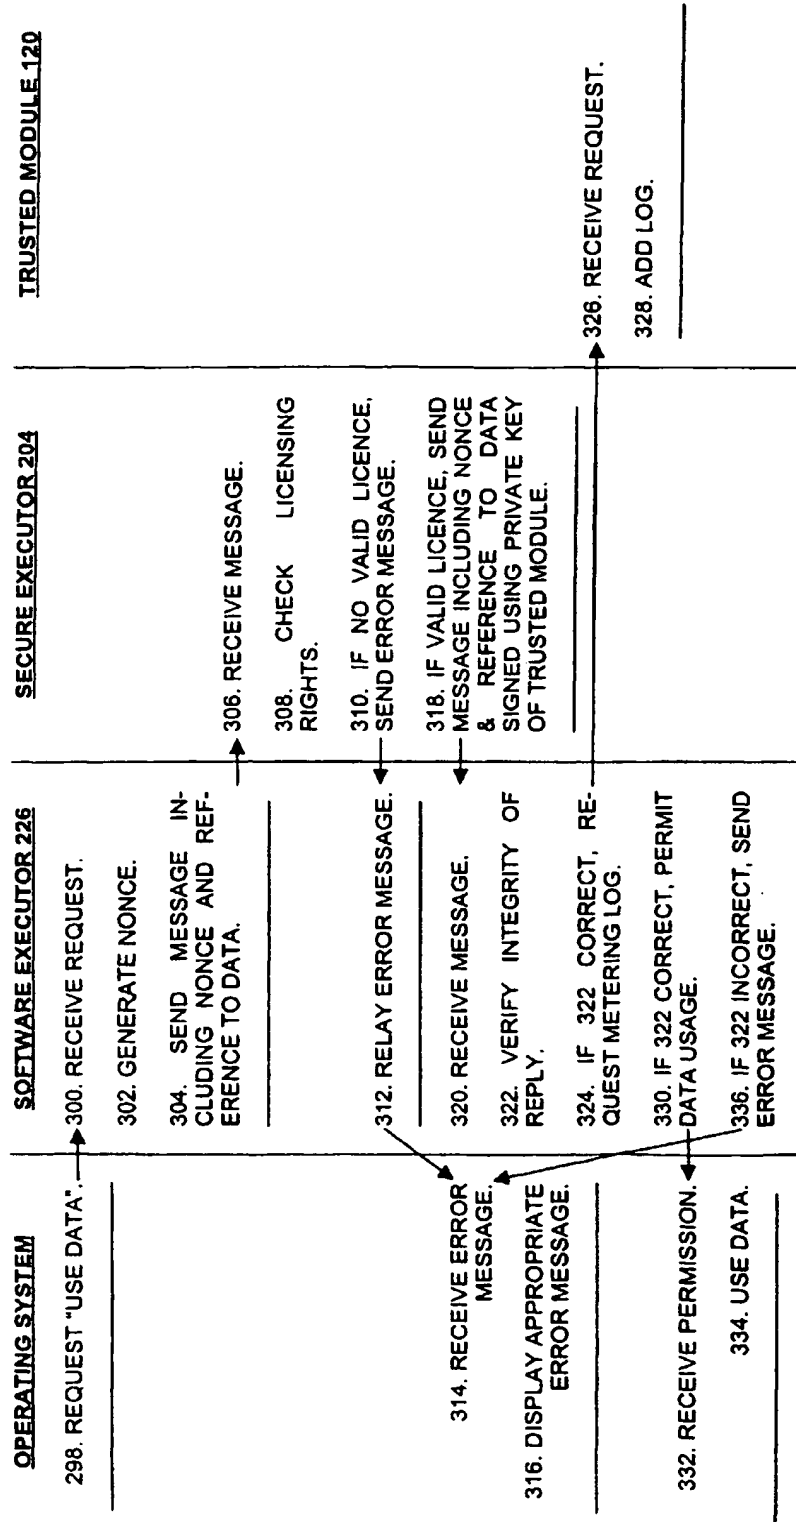 OPERATING SYSTEM
298. REQUEST "USE DATA".
314. RECEIVE ERROR
MESSAGE.
316. DISPLAY APPROPRIATE
ERROR MESSAGE.
332. RECEIVE PERMISSION.
334. USE DATA.
SOFTWARE EXECUTOR 226
300. RECEIVE REQUEST.
302. GENERATE NONCE.
304. SEND MESSAGE IN-
CLUDING NONCE AND REF-
ERENCE TO DATA.
312. RELAY ERROR MESSAGE.
320. RECEIVE MESSAGE.
322. VERIFY INTEGRITY OF
REPLY.
324. IF 322 CORRECT, RE-
QUEST METERING LOG.
330. IF 322 CORRECT, PERMIT
DATA USAGE.
336. IF 322 INCORRECT, SEND
ERROR MESSAGE.
SECURE EXECUTOR 204
306. RECEIVE MESSAGE.
308. CHECK LICENSING
RIGHTS.
310. IF NO VALID LICENCE,
SEND ERROR MESSAGE.
318. IF VALID LICENCE, SEND
MESSAGE INCLUDING NONCE
& REFERENCE TO DATA
SIGNED USING PRIVATE KEY
OF TRUSTED MODULE.
TRUSTED MODULE 120
326. RECEIVE REQUEST.
328. ADD LOG.